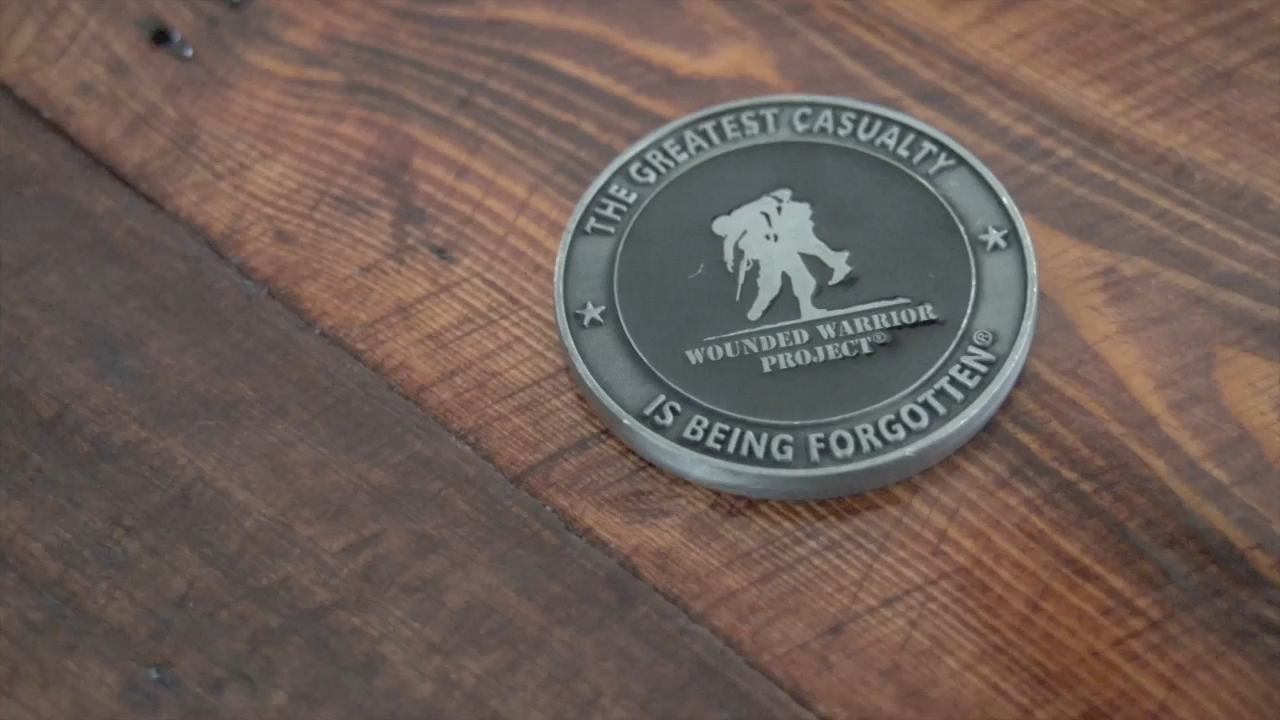 THE GREATEST CASUALTY
WOUNDED WARRIOR
PROJECT®
IS BEING FORGOTTEN®